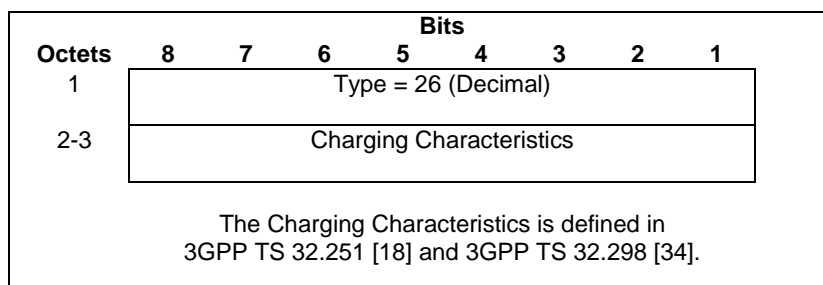 Bits
Octets 8 7 6 5 4 3 2 1
1 Type = 26 (Decimal)
2-3 Charging Characteristics
The Charging Characteristics is defined in
3GPP TS 32.251 [18] and 3GPP TS 32.298 [34].